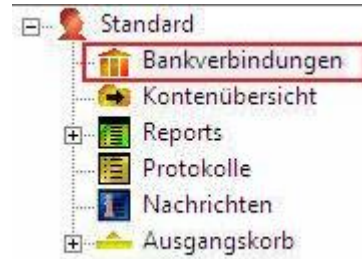 Standard
Bankverbindungen
Kontenübersicht
Reports
Protokolle
Nachrichten
Ausgangskorb